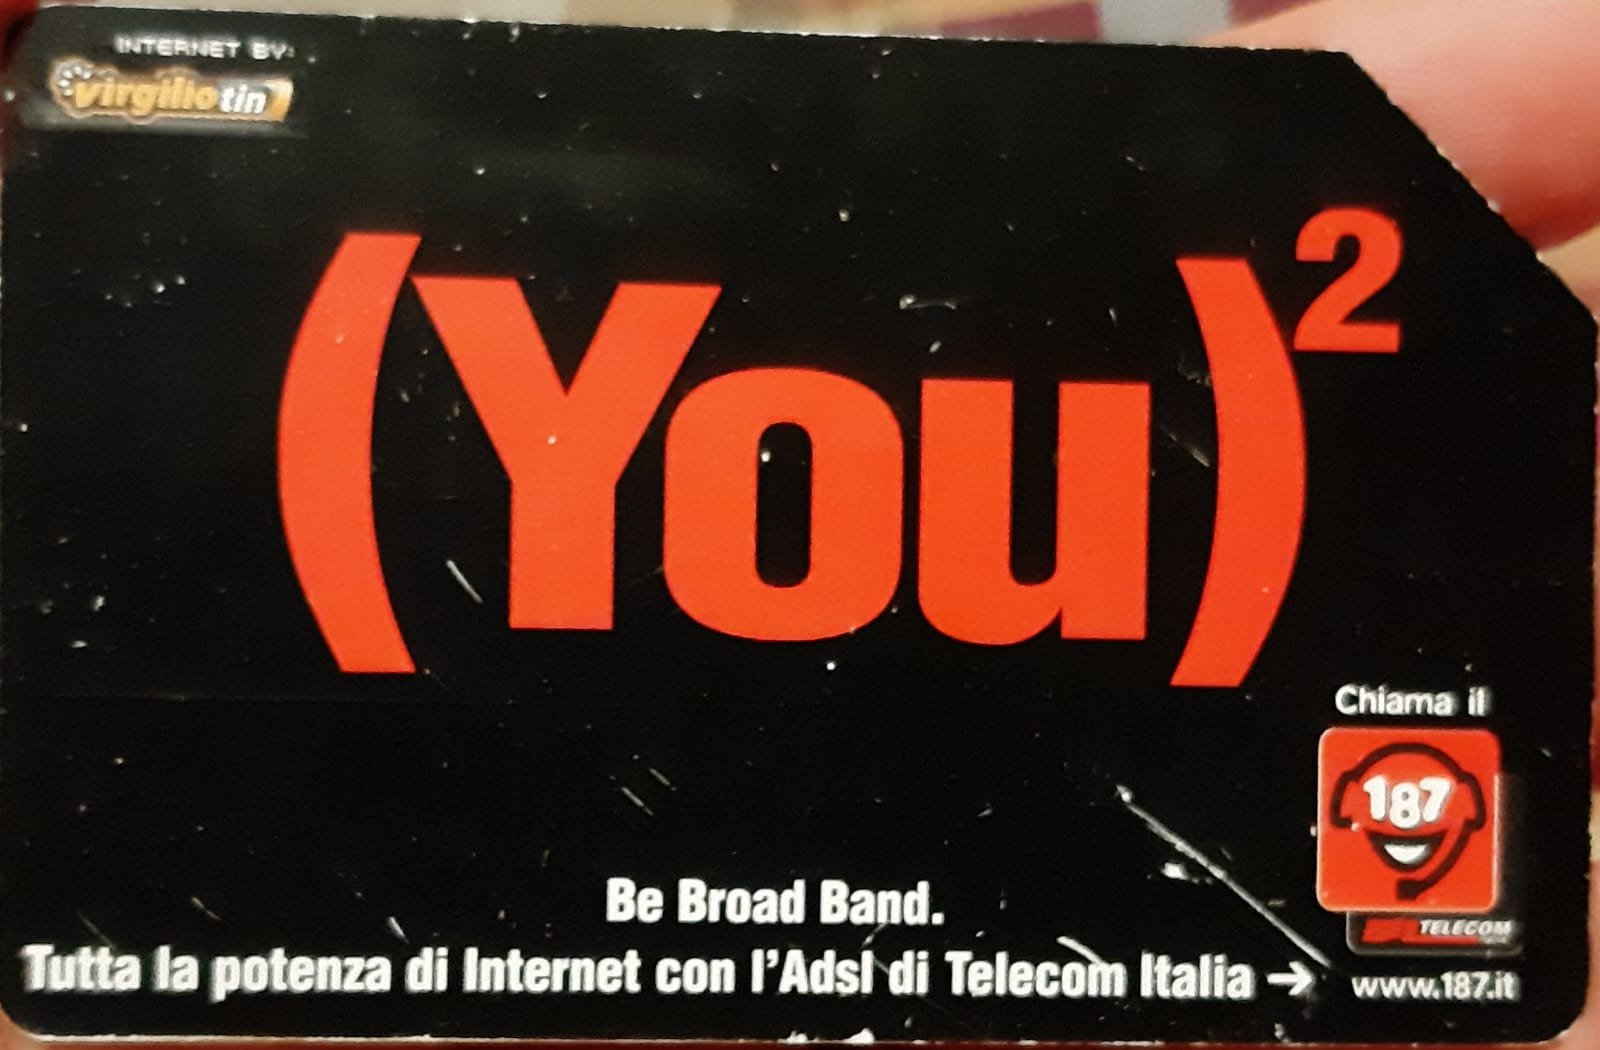 INTERNET BY:
virgilio tin
(You)²
Chiama il
187
TELECOM
Be Broad Band.
Tutta la potenza di Internet con l'Adsl di Telecom Italia →
www.187.it